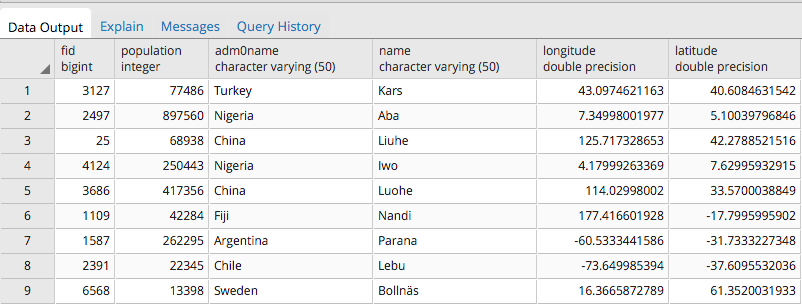 Data Output Explain Messages Query History
fid population adm0name name longitude latitude
bigint integer character varying (50) character varying (50) double precision double precision
1 3127 77486 Turkey Kars 43.0974621163 40.6084631542
2 2497 897560 Nigeria Aba 7.34998001977 5.10039796846
3 25 68938 China Liuhe 125.717328653 42.2788521516
4 4124 250443 Nigeria Iwo 4.17999263369 7.62995932915
5 3686 417356 China Luohe 114.02998002 33.5700038849
6 1109 42284 Fiji Nandi 177.416601928 -17.7995995902
7 1587 262295 Argentina Parana -60.5333441586 -31.7333227348
8 2391 22345 Chile Lebu -73.649985394 -37.6095532036
9 6568 13398 Sweden Bollnäs 16.3665872789 61.3520031933